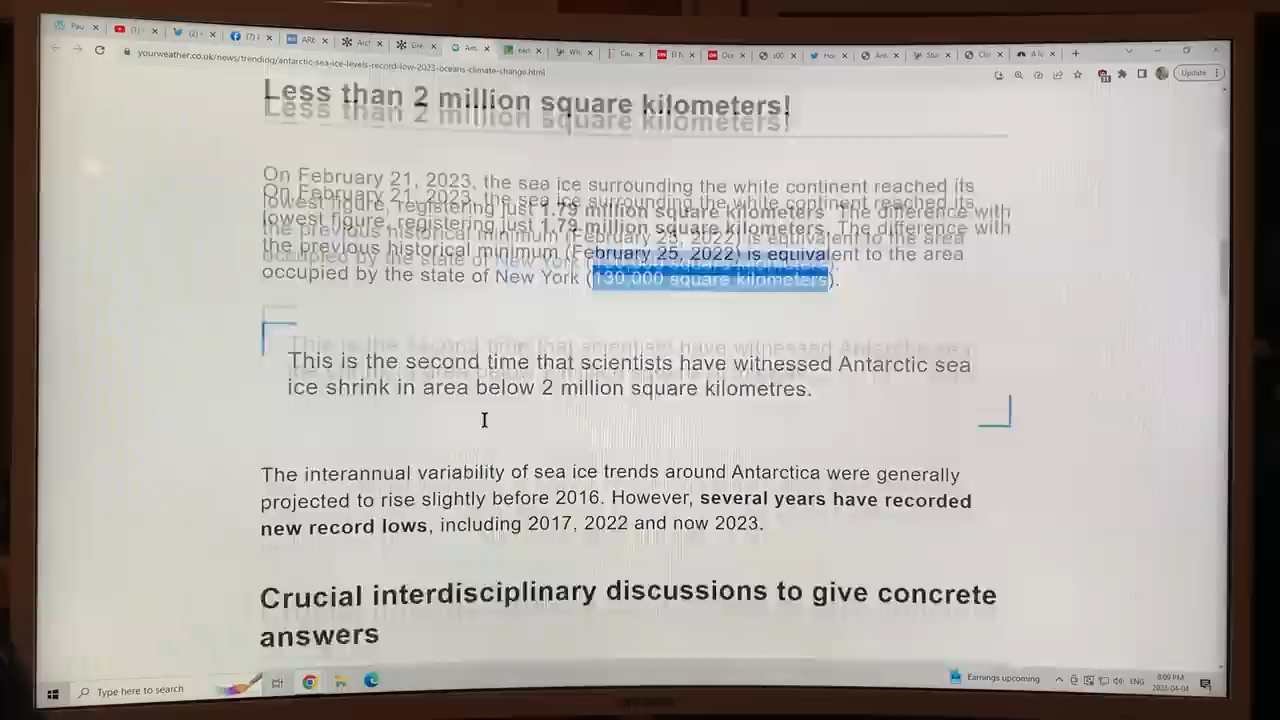 Pau
yourweather.co.uk/news/trending/antarctic-sea-ice-levels-record-low-2023-oceans-climate-change.html
Update
Less than 2 million square kilometers!
On February 21, 2023, the sea ice surrounding the white continent reached its
lowest figure, registering just 1.79 million square kilometers. The difference with
the previous historical minimum (February 25, 2022) is equivalent to the area
occupied by the state of New York (130,000 square kilometers).
This is the second time that scientists have witnessed Antarctic sea
ice shrink in area below 2 million square kilometres.
The interannual variability of sea ice trends around Antarctica were generally
projected to rise slightly before 2016. However, several years have recorded
new record lows, including 2017, 2022 and now 2023.
Crucial interdisciplinary discussions to give concrete
answers
Type here to search
Earnings upcoming
ENG
8:09 PM
2023-04-04